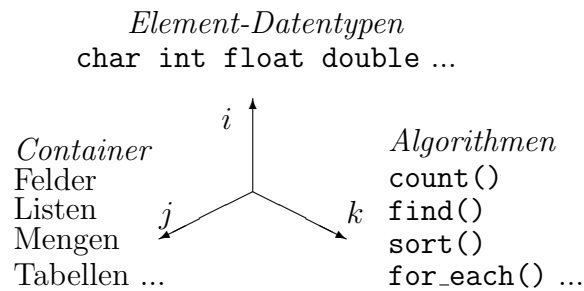 Element-Datentypen
char int float double ...
i
Container
Felder
Listen
Mengen
Tabellen ...
j
k
Algorithmen
count()
find()
sort()
for_each() ...